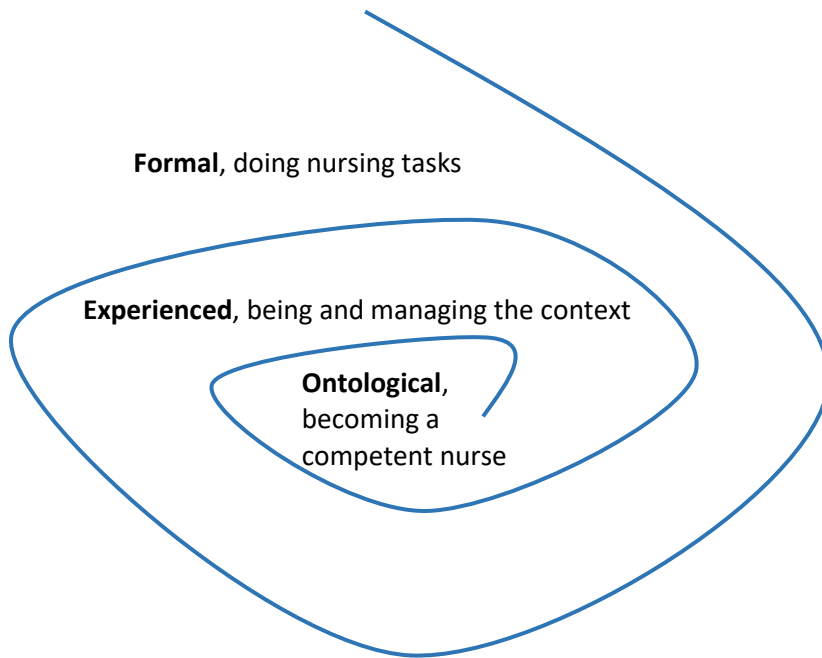 Formal, doing nursing tasks
Experienced, being and managing the context
Ontological,
becoming a
competent nurse